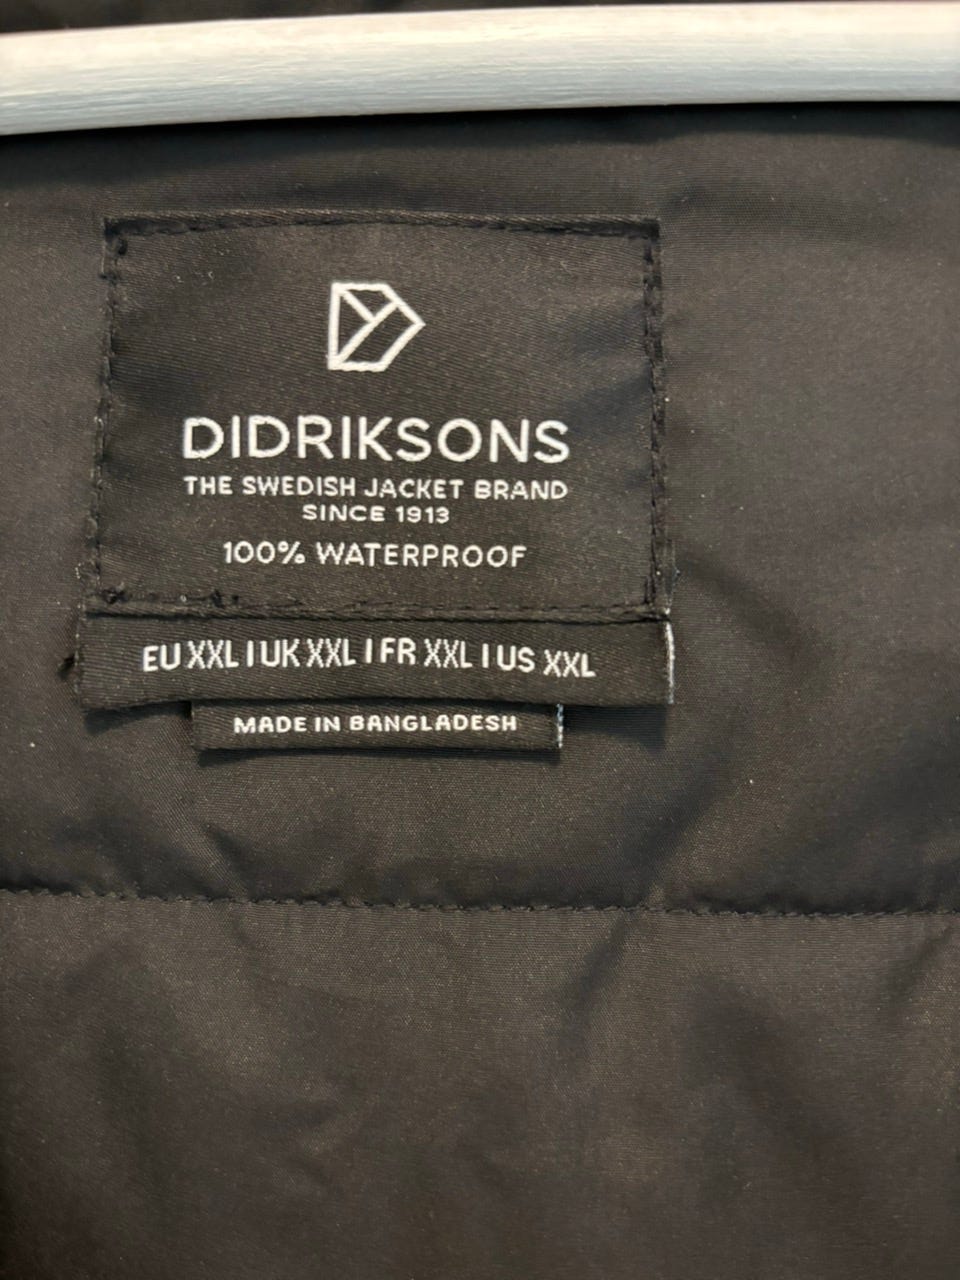 DIDRIKSONS
THE SWEDISH JACKET BRAND
SINCE 1913
100% WATERPROOF
EU XXL I UK XXL I FR XXL I US XXL
MADE IN BANGLADESH